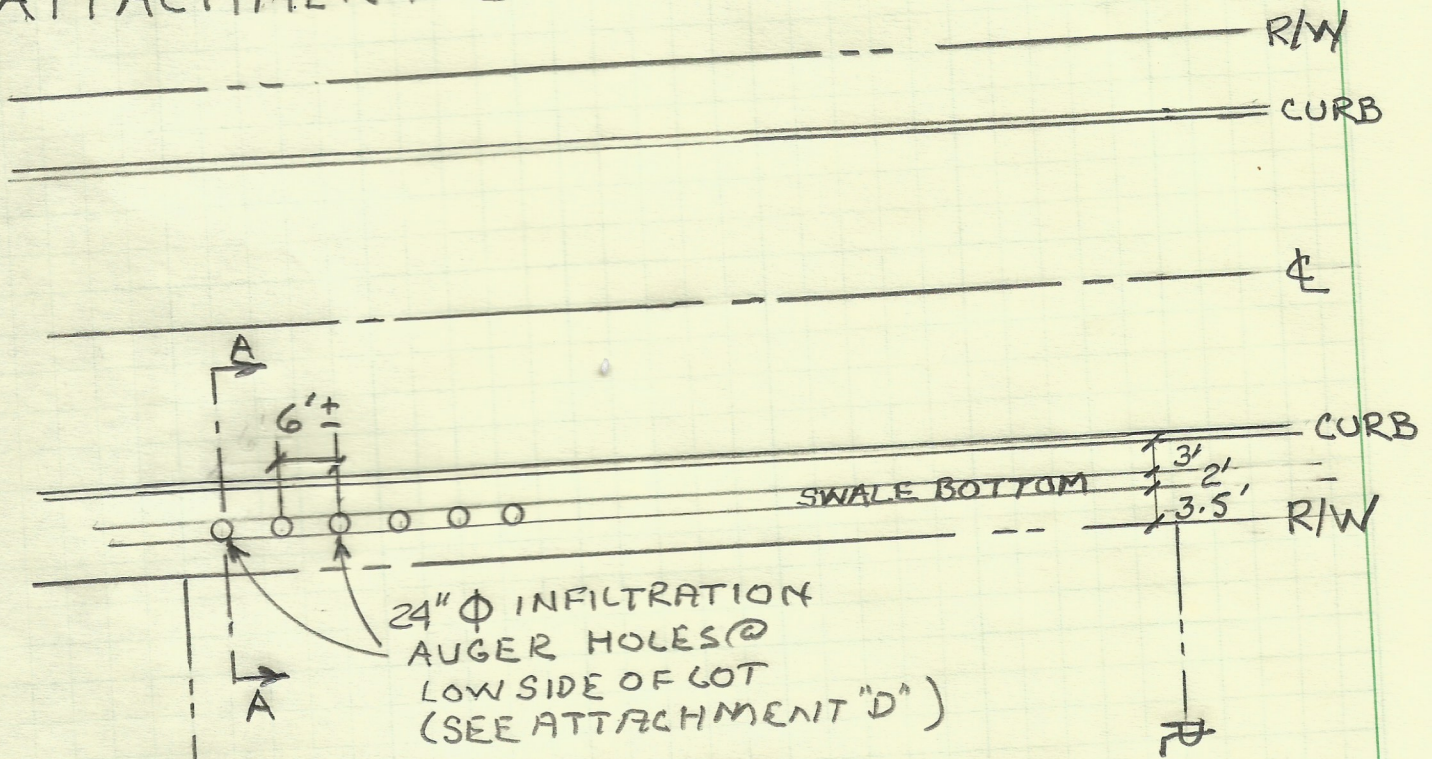 ATTACHMENT
R/W
CURB
℄
A
6'±
CURB
3'
2'
SWALE BOTTOM
3.5'
R/W
24" Φ INFILTRATION
AUGER HOLES @
LOW SIDE OF LOT
(SEE ATTACHMENT "D")
A